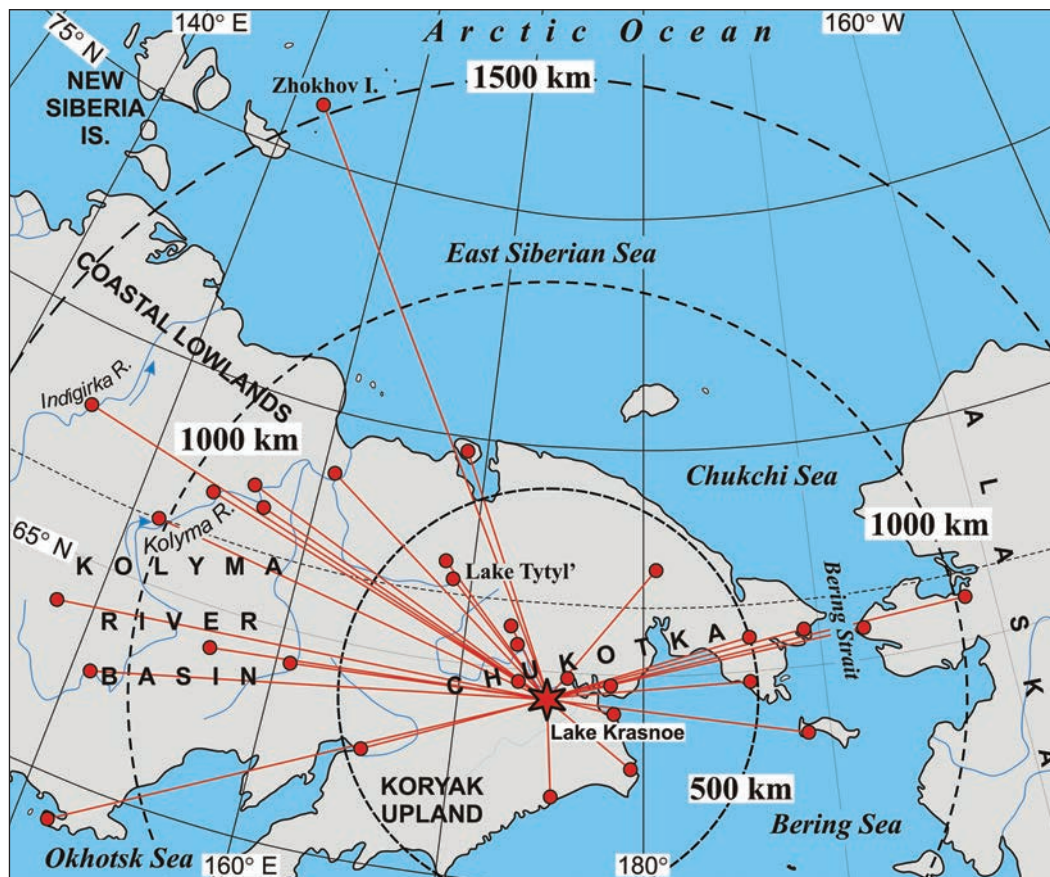 140° E
160° W
75° N
Arctic Ocean
NEW
SIBERIA
IS.
Zhokhov I.
1500 km
East Siberian Sea
COASTAL LOWLANDS
Indigirka R.
1000 km
Chukchi Sea
ALASKA
1000 km
Kolyma R.
65° N
KOLYMA
RIVER
BASIN
Lake Tytyl’
Bering Strait
CHUKOTKA
Lake Krasnoe
KORYAK
UPLAND
500 km
Bering Sea
Okhotsk Sea
160° E
180°